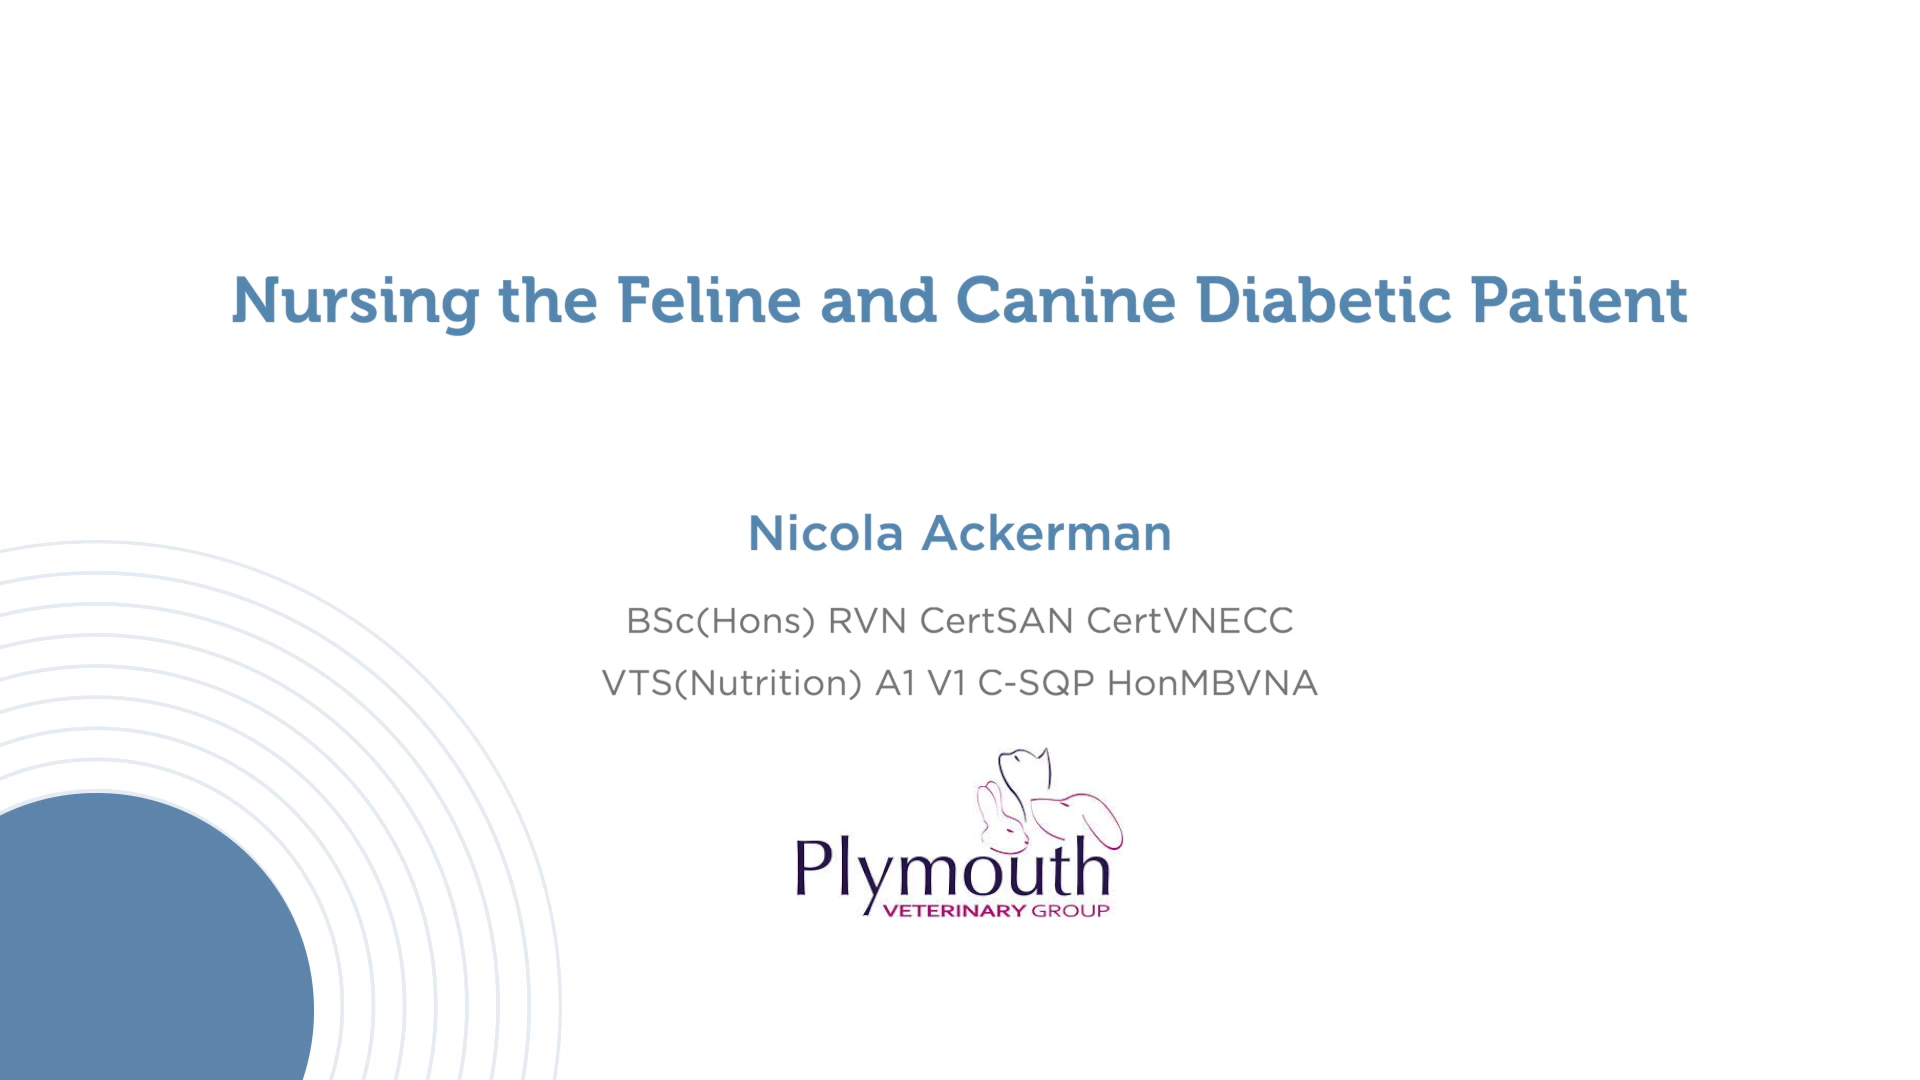 Nursing the Feline and Canine Diabetic Patient
Nicola Ackerman
BSc(Hons) RVN CertSAN CertVNECC
VTS(Nutrition) A1 V1 C-SQP HonMBVNA
Plymouth
VETERINARY GROUP